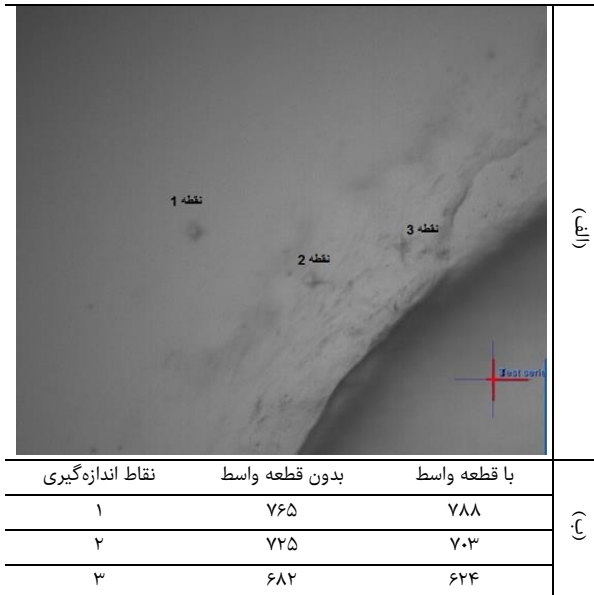 نقطه 1
نقطه 3
نقطه 2
Test serie
(الف)
نقاط اندازه‌گیری	بدون قطعه واسط	با قطعه واسط
۱	۷۶۵	۷۸۸
۲	۷۲۵	۷۰۳
۳	۶۸۲	۶۲۴
(ب)